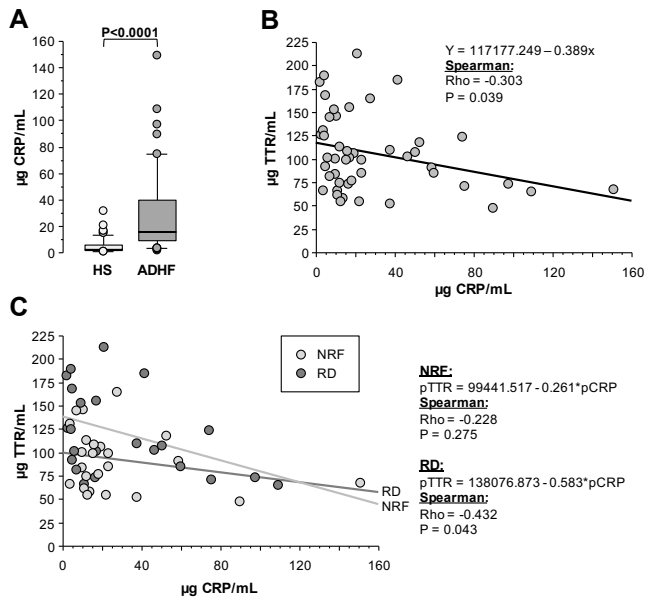 A
P<0.0001
160
140
120
100
80
60
40
20
0
µg CRP/mL
HS ADHF
B
225
200
175
150
125
100
75
50
25
0
µg TTR/mL
Y = 117177.249 – 0.389x
Spearman:
Rho = -0.303
P = 0.039
0 40 80 120 160
µg CRP/mL
C
225
200
175
150
125
100
75
50
25
0
µg TTR/mL
NRF
RD
RD
NRF
0 40 80 120 160
µg CRP/mL
NRF:
pTTR = 99441.517 - 0.261*pCRP
Spearman:
Rho = -0.228
P = 0.275
RD:
pTTR = 138076.873 - 0.583*pCRP
Spearman:
Rho = -0.432
P = 0.043